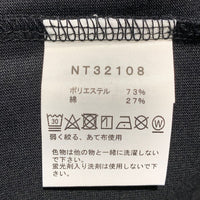 NT32108
ポリエステル 73%
綿 27%
30
弱く絞る、あて布使用
色物は他の物と一緒に洗濯しない
で下さい。
蛍光剤が入り洗剤は使用しない
で下さい。